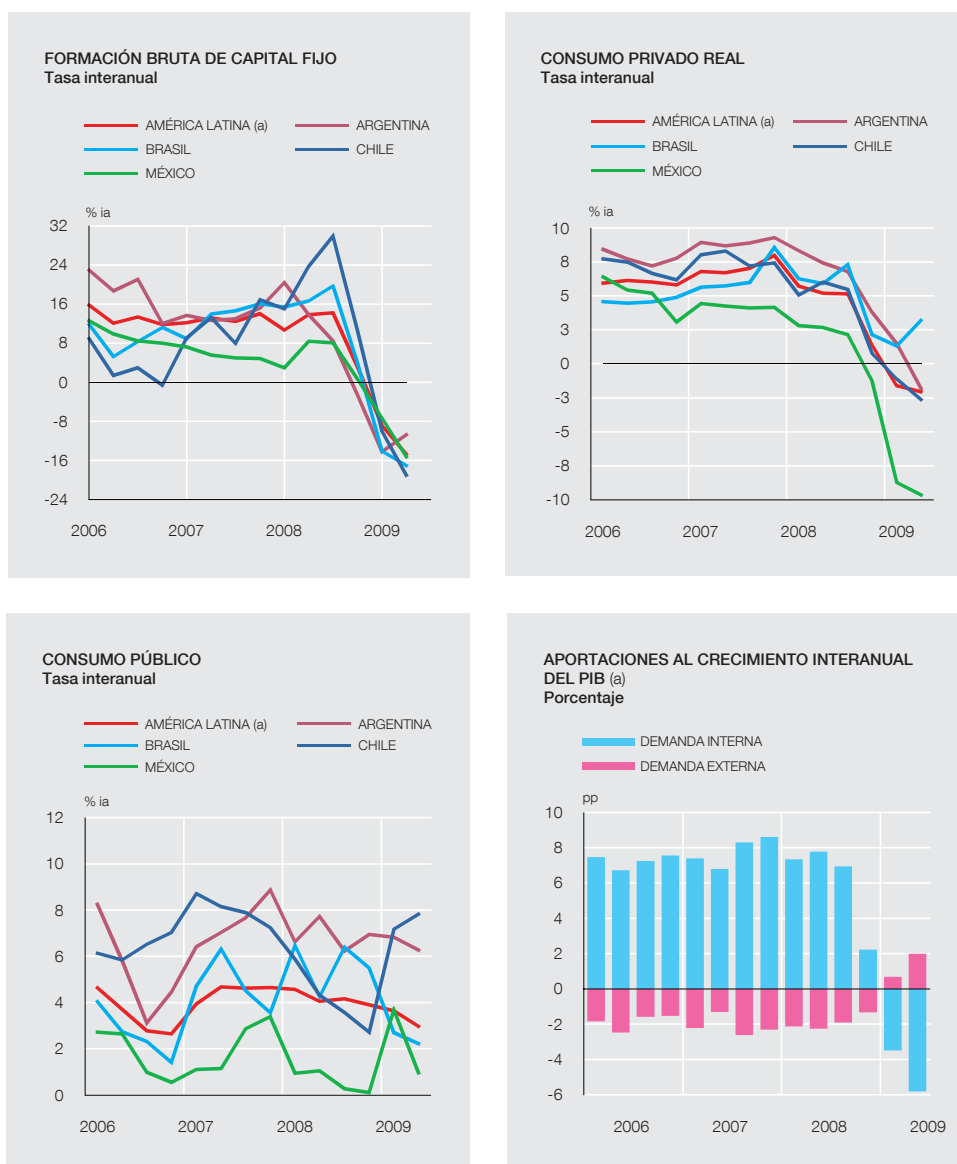 FORMACIÓN BRUTA DE CAPITAL FIJO
Tasa interanual
AMÉRICA LATINA (a)
ARGENTINA
BRASIL
CHILE
MÉXICO
% ia
32
24
16
8
0
-8
-16
-24
2006 2007 2008 2009
CONSUMO PRIVADO REAL
Tasa interanual
AMÉRICA LATINA (a)
ARGENTINA
BRASIL
CHILE
MÉXICO
% ia
10
8
5
3
0
-3
-5
-8
-10
2006 2007 2008 2009
CONSUMO PÚBLICO
Tasa interanual
AMÉRICA LATINA (a)
ARGENTINA
BRASIL
CHILE
MÉXICO
% ia
12
10
8
6
4
2
0
2006 2007 2008 2009
APORTACIONES AL CRECIMIENTO INTERANUAL
DEL PIB (a)
Porcentaje
DEMANDA INTERNA
DEMANDA EXTERNA
pp
10
8
6
4
2
0
-2
-4
-6
2006 2007 2008 2009